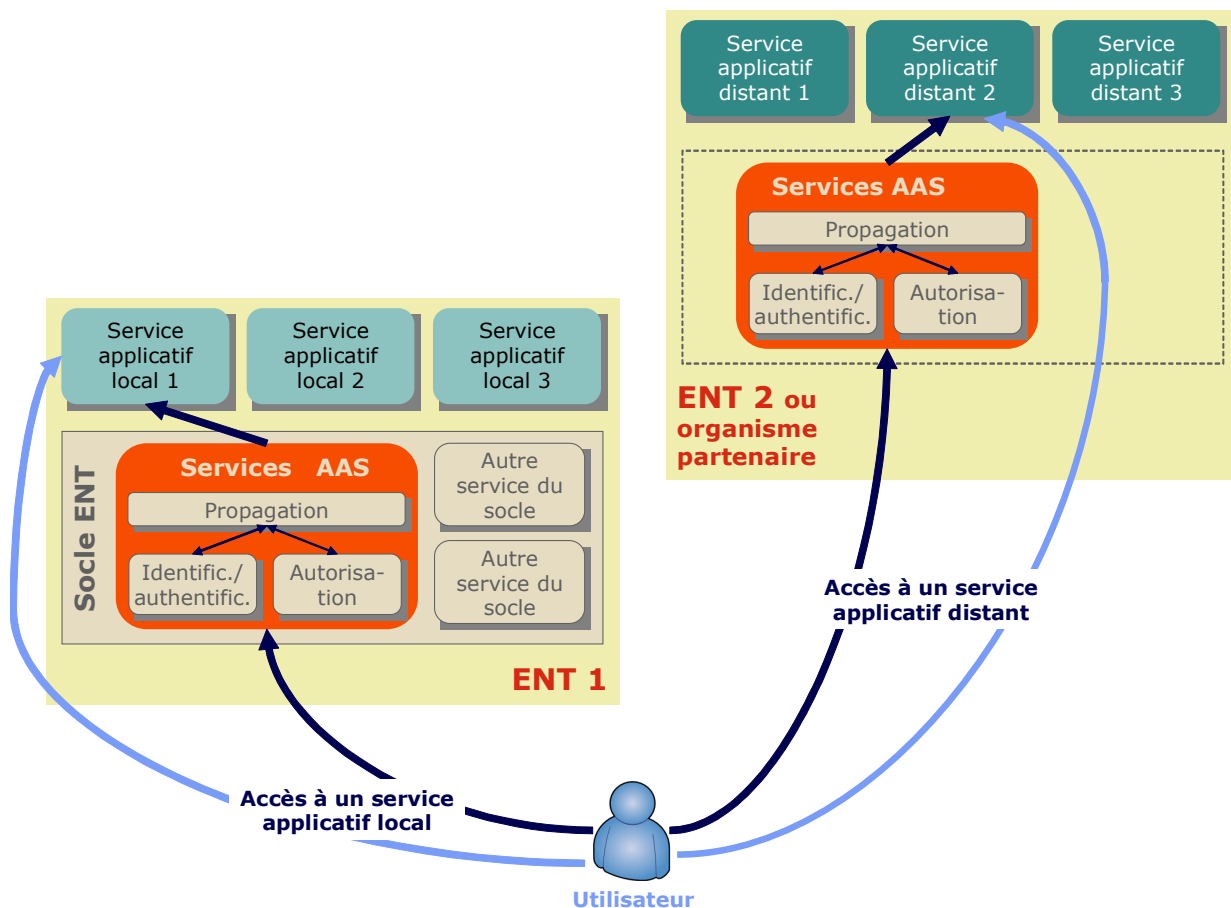 Service
applicatif
distant 1
Service
applicatif
distant 2
Service
applicatif
distant 3
Services AAS
Propagation
Identific./
authentific.
Autorisa-
tion
ENT 2 ou
organisme
partenaire
Service
applicatif
local 1
Service
applicatif
local 2
Service
applicatif
local 3
Socle ENT
Services AAS
Propagation
Identific./
authentific.
Autorisa-
tion
Autre
service du
socle
Autre
service du
socle
ENT 1
Accès à un service
applicatif distant
Accès à un service
applicatif local
Utilisateur